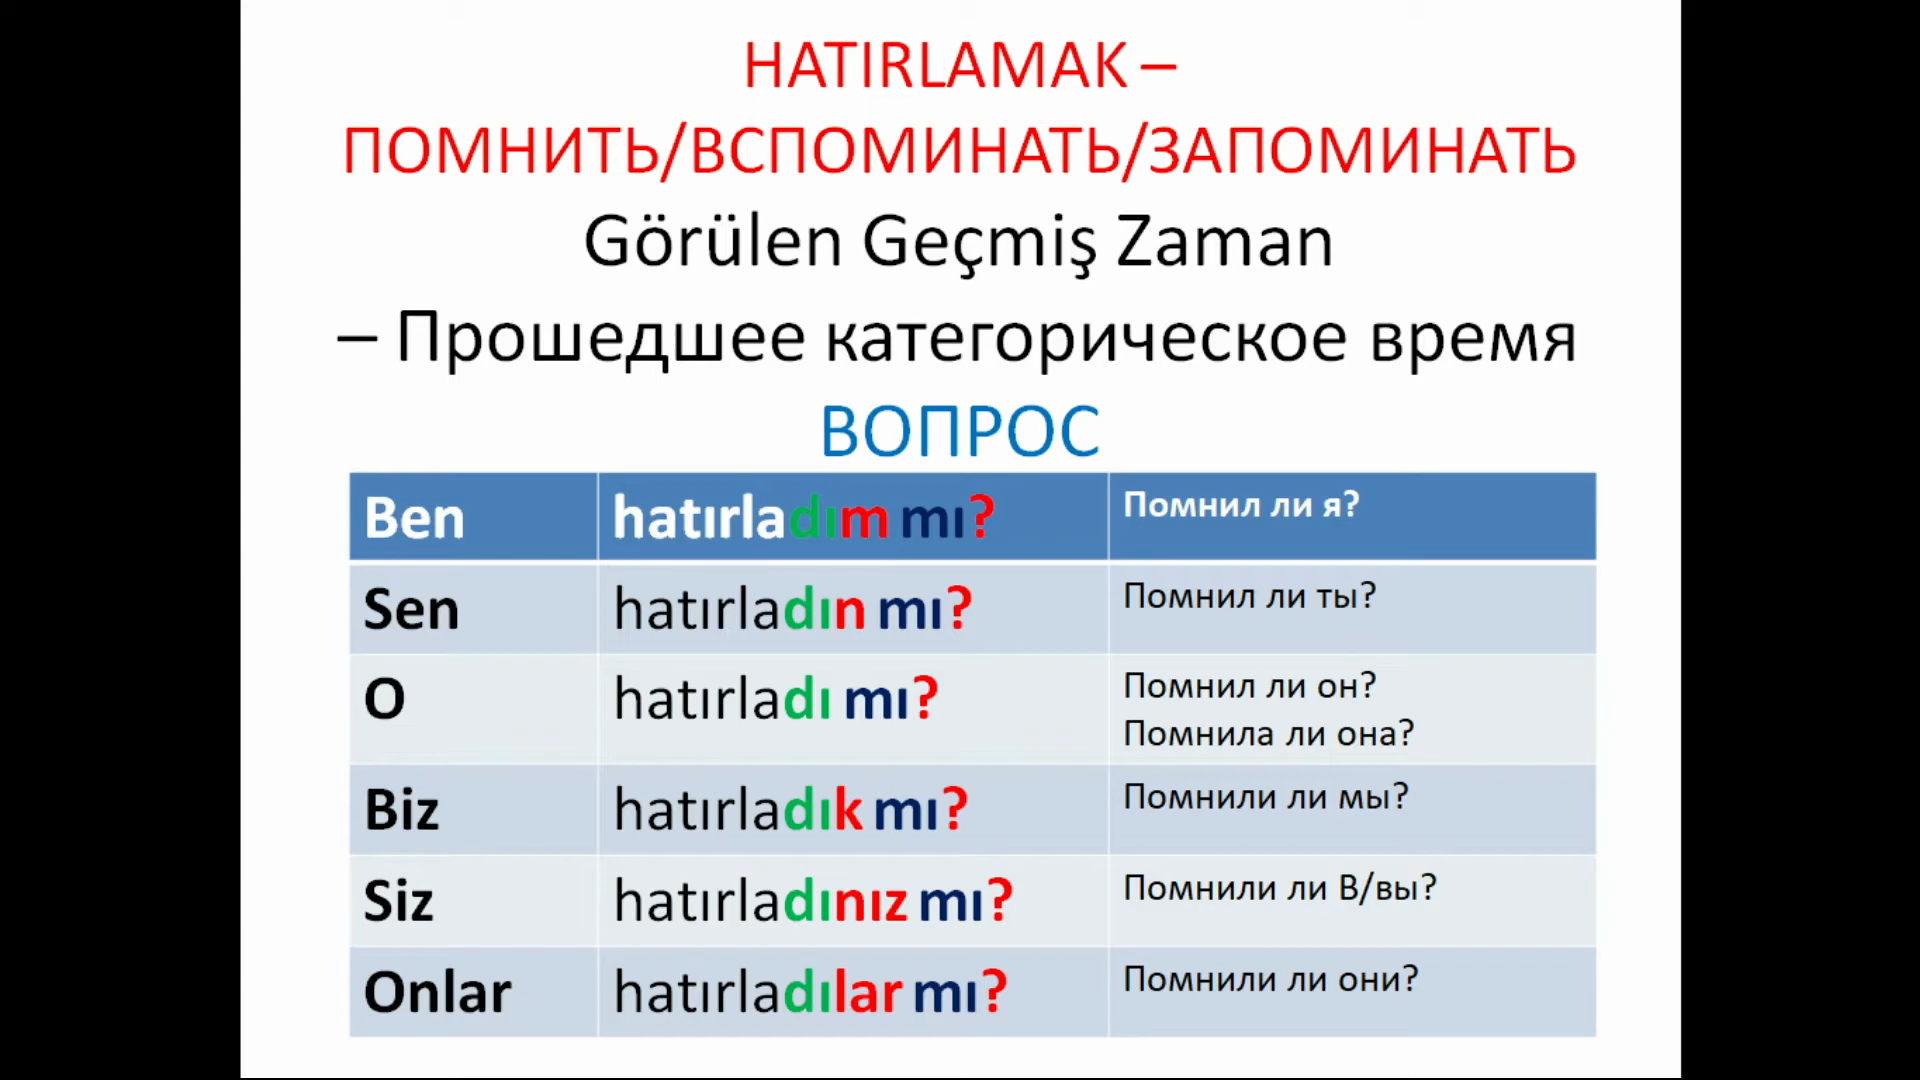 HATIRLAMAK –
ПОМНИТЬ/ВСПОМИНАТЬ/ЗАПОМИНАТЬ
Görülen Geçmiş Zaman
– Прошедшее категорическое время
ВОПРОС
Ben hatırladım mı? Помнил ли я?
Sen hatırladın mı? Помнил ли ты?
O hatırladı mı? Помнил ли он?
Помнила ли она?
Biz hatırladık mı? Помнили ли мы?
Siz hatırladınız mı? Помнили ли В/вы?
Onlar hatırladılar mı? Помнили ли они?